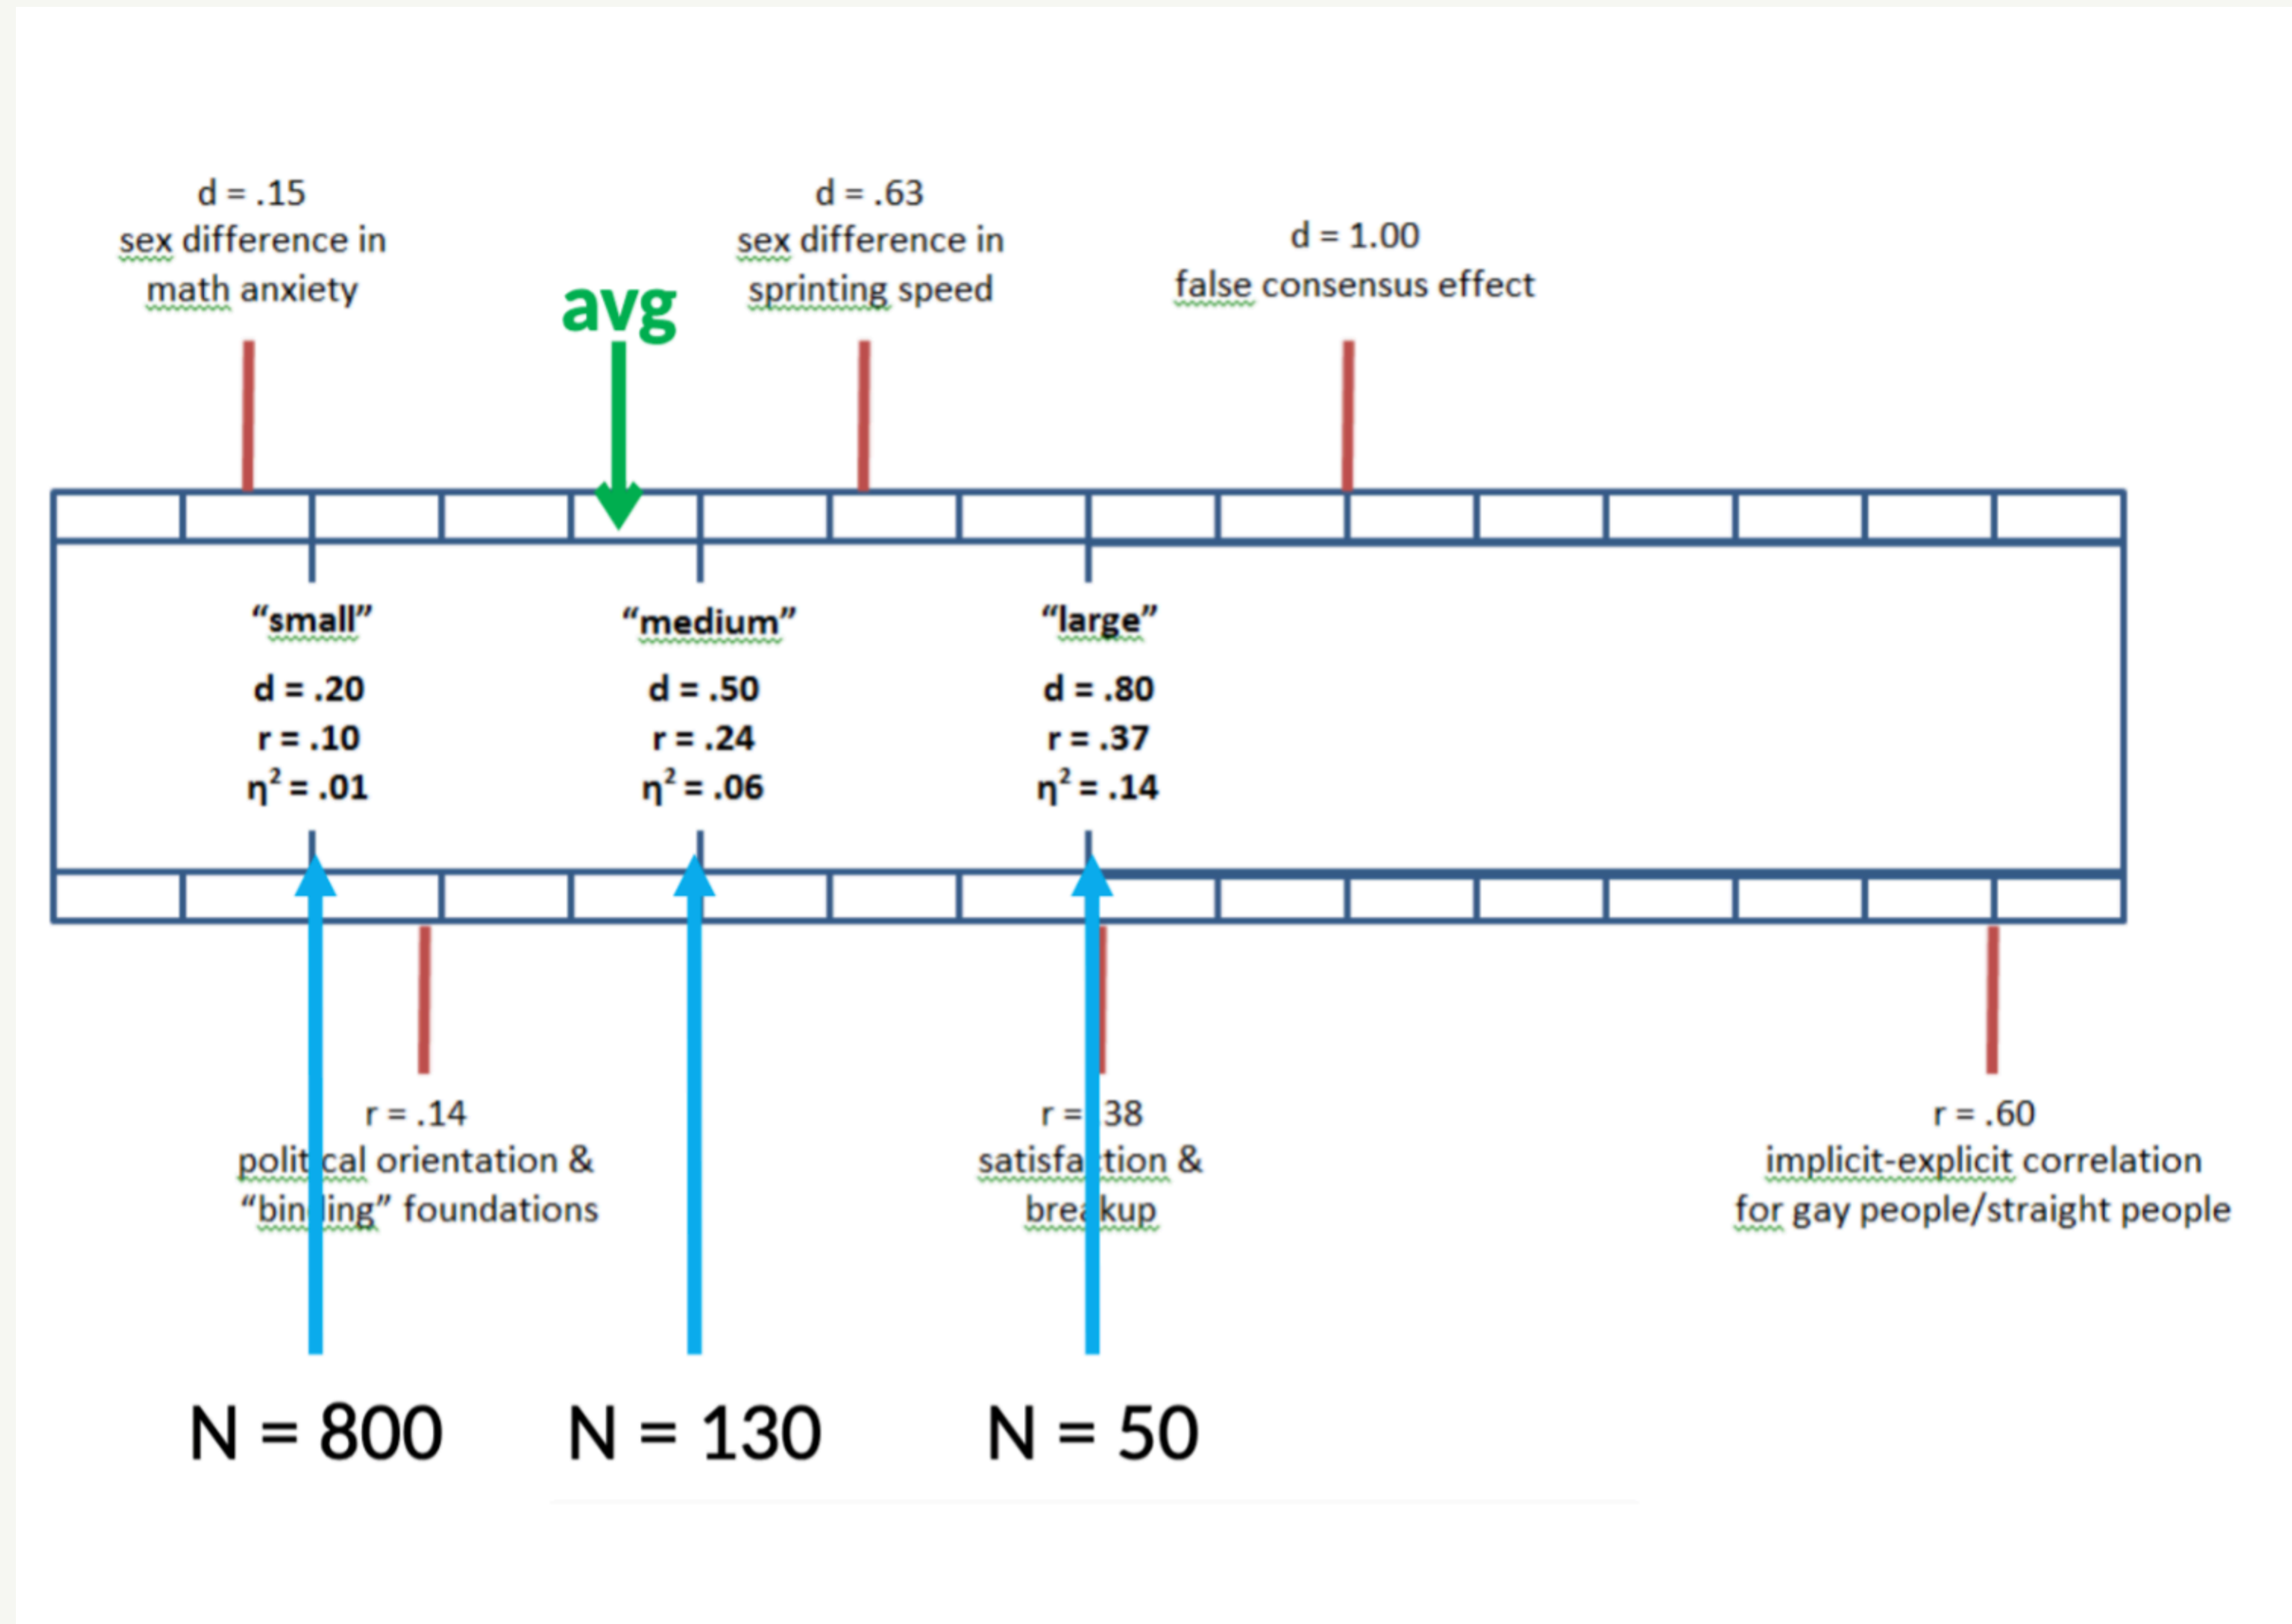 d = .15
sex difference in
math anxiety
avg
d = .63
sex difference in
sprinting speed
d = 1.00
false consensus effect
“small”
d = .20
r = .10
η² = .01
“medium”
d = .50
r = .24
η² = .06
“large”
d = .80
r = .37
η² = .14
r = .14
political orientation &
“binding” foundations
r = .38
satisfaction &
breakup
r = .60
implicit-explicit correlation
for gay people/straight people
N = 800
N = 130
N = 50